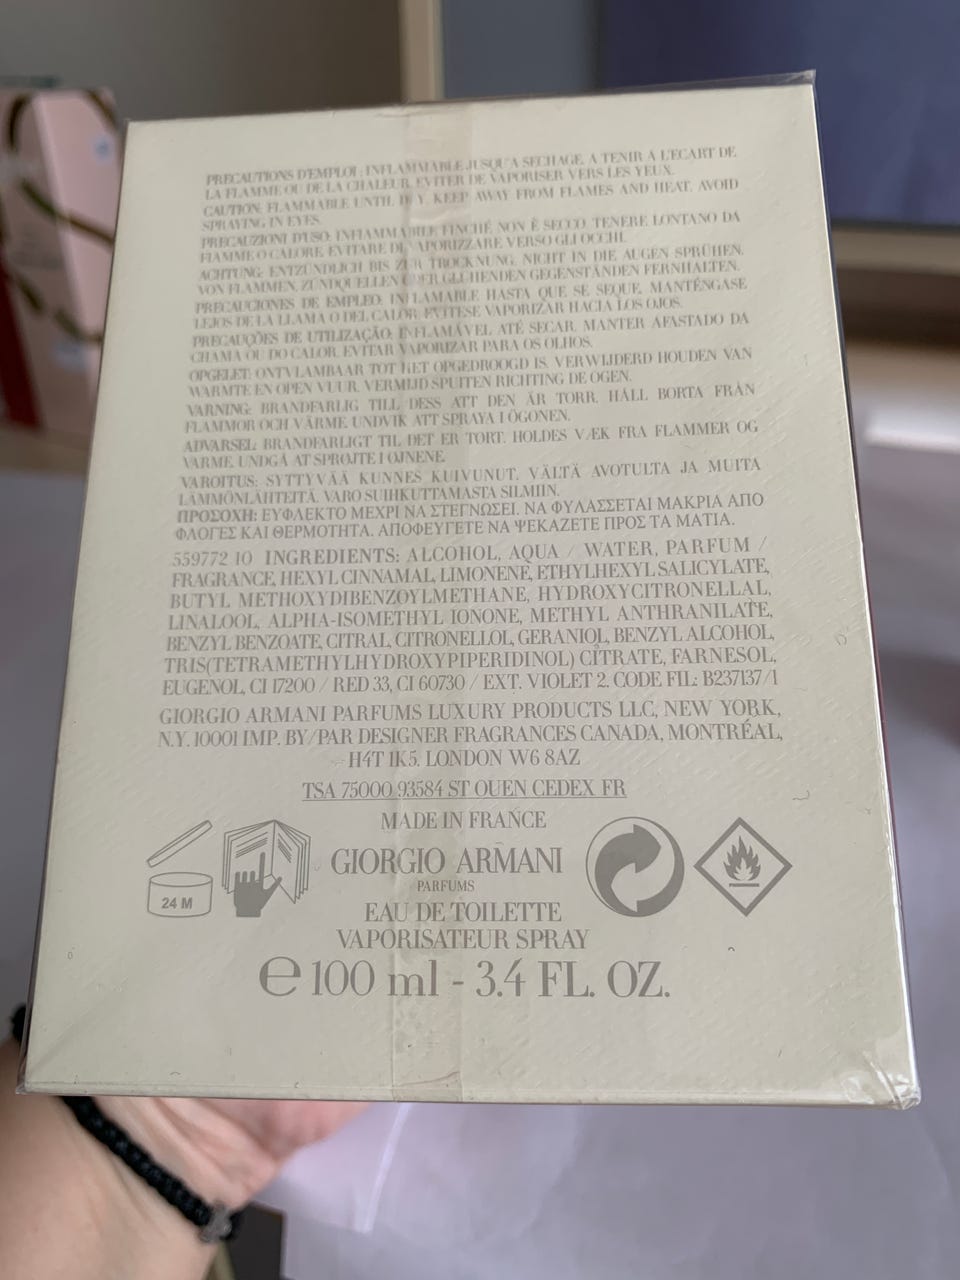 PRECAUTIONS D'EMPLOI : INFLAMMABLE JUSQU'A SECHAGE. A TENIR À L'ECART DE
LA FLAMME OU DE LA CHALEUR. EVITER DE VAPORISER VERS LES YEUX.
CAUTION: FLAMMABLE UNTIL DRY. KEEP AWAY FROM FLAMES AND HEAT. AVOID
SPRAYING IN EYES.
PRECAUZIONI D'USO: INFIAMMABILE FINCHÉ NON È SECCO. TENERE LONTANO DA
FIAMME O CALORE. EVITARE DI VAPORIZZARE VERSO GLI OCCHI.
ACHTUNG: ENTZÜNDLICH BIS ZUR TROCKNUNG. NICHT IN DIE AUGEN SPRÜHEN.
VON FLAMMEN, ZÜNDQUELLEN ODER GLÜHENDEN GEGENSTÄNDEN FERNHALTEN.
PRECAUCIONES DE EMPLEO: INFLAMABLE HASTA QUE SE SEQUE. MANTÉNGASE
LEJOS DE LA LLAMA O DEL CALOR. EVITESE VAPORIZAR HACIA LOS OJOS.
PRECAUÇÕES DE UTILIZAÇÃO: INFLAMÁVEL ATÉ SECAR. MANTER AFASTADO DA
CHAMA OU DO CALOR. EVITAR VAPORIZAR PARA OS OLHOS.
OPGELET: ONTVLAMBAAR TOT HET OPGEDROOGD IS. VERWIJDERD HOUDEN VAN
WARMTE EN OPEN VUUR. VERMIJD SPUITEN RICHTING DE OGEN.
VARNING: BRANDFARLIG TILL DESS ATT DEN ÄR TORR. HÅLL BORTA FRÅN
FLAMMOR OCH VÄRME. UNDVIK ATT SPRAYA I ÖGONEN.
ADVARSEL: BRANDFARLIGT TIL DET ER TØRT. HOLDES VÆK FRA FLAMMER OG
VARME. UNDGÅ AT SPRØJTE I ØJNENE.
VAROITUS: SYTTYVÄÄ KUNNES KUIVUNUT. VÄLTÄ AVOTULTA JA MUITA
LÄMMÖNLÄHTEITÄ. VARO SUIHKUTTAMASTA SILMIIN.
ΠΡΟΣΟΧΗ: ΕΥΦΛΕΚΤΟ ΜΕΧΡΙ ΝΑ ΣΤΕΓΝΩΣΕΙ. ΝΑ ΦΥΛΑΣΣΕΤΑΙ ΜΑΚΡΙΑ ΑΠΟ
ΦΛΟΓΕΣ ΚΑΙ ΘΕΡΜΟΤΗΤΑ. ΑΠΟΦΕΥΓΕΤΕ ΝΑ ΨΕΚΑΖΕΤΕ ΠΡΟΣ ΤΑ ΜΑΤΙΑ.
559772 10 INGREDIENTS: ALCOHOL, AQUA / WATER, PARFUM /
FRAGRANCE, HEXYL CINNAMAL, LIMONENE, ETHYLHEXYL SALICYLATE,
BUTYL METHOXYDIBENZOYLMETHANE, HYDROXYCITRONELLAL,
LINALOOL, ALPHA-ISOMETHYL IONONE, METHYL ANTHRANILATE,
BENZYL BENZOATE, CITRAL, CITRONELLOL, GERANIOL, BENZYL ALCOHOL,
TRIS(TETRAMETHYLHYDROXYPIPERIDINOL) CITRATE, FARNESOL,
EUGENOL, CI 17200 / RED 33, CI 60730 / EXT. VIOLET 2. CODE FIL: B237137/1
GIORGIO ARMANI PARFUMS LUXURY PRODUCTS LLC, NEW YORK,
N.Y. 10001 IMP. BY/PAR DESIGNER FRAGRANCES CANADA, MONTRÉAL,
H4T 1K5. LONDON W6 8AZ
TSA 75000 93584 ST OUEN CEDEX FR
MADE IN FRANCE
24 M
GIORGIO ARMANI
PARFUMS
EAU DE TOILETTE
VAPORISATEUR SPRAY
e 100 ml - 3.4 FL. OZ.